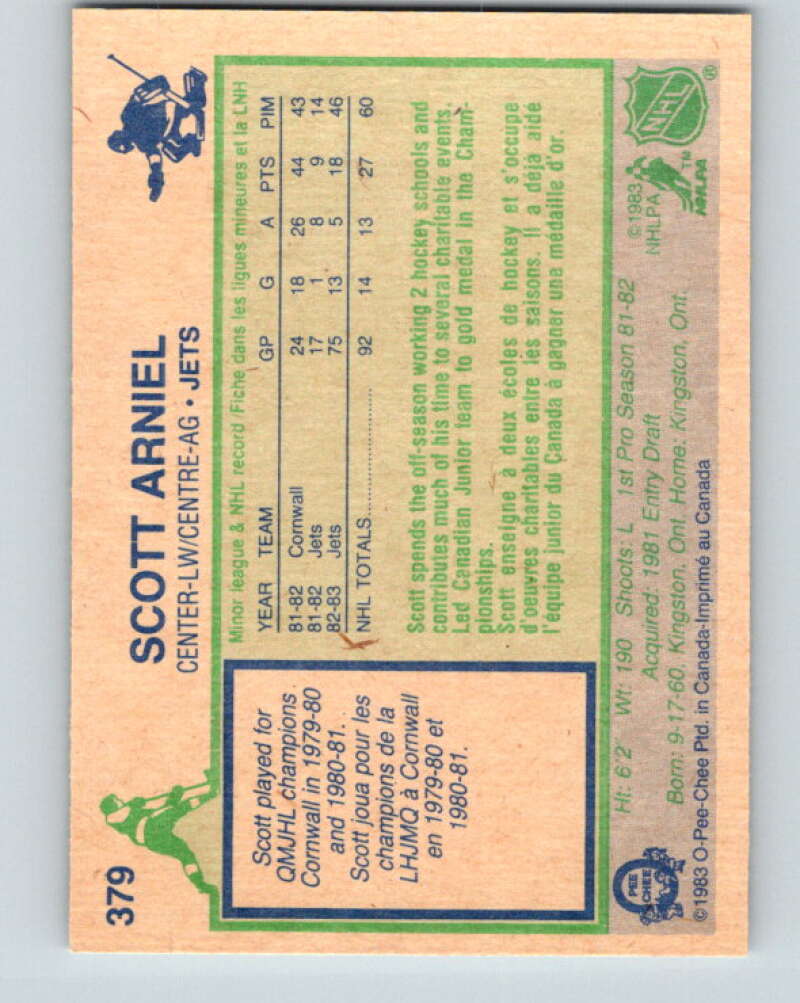 379
SCOTT ARNIEL
CENTER-LW/CENTRE-AG • JETS
Scott played for
QMJHL champions
Cornwall in 1979-80
and 1980-81.
Scott joua pour les
champions de la
LHJMQ à Cornwall
en 1979-80 et
1980-81.
Minor league & NHL record/Fiche dans les ligues mineures et la LNH
YEAR TEAM GP G A PTS PIM
81-82 Cornwall 24 18 26 44 43
81-82 Jets 17 1 8 9 14
82-83 Jets 75 13 5 18 46
NHL TOTALS 92 14 13 27 60
Scott spends the off-season working 2 hockey schools and
contributes much of his time to several charitable events.
Led Canadian Junior team to gold medal in the Cham-
pionships.
Scott enseigne à deux écoles de hockey et s'occupe
d'oeuvres charitables entre les saisons. Il a déjà aidé
l'équipe junior du Canada à gagner une médaille d'or.
Ht: 6'2" Wt: 190 Shoots: L 1st Pro Season 81-82
Acquired: 1981 Entry Draft
Born: 9-17-60, Kingston, Ont. Home: Kingston, Ont.
©1983 O-Pee-Chee Ptd. in Canada-Imprimé au Canada
O
PEE
CHEE
©1983
NHLPA
NHLPA
TM
NHL
®